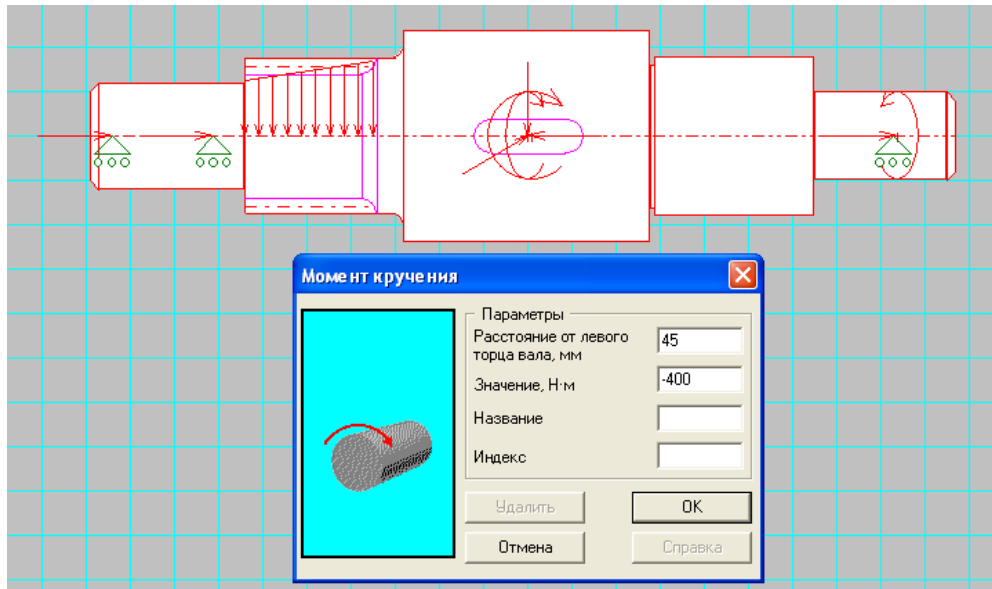 Момент кручения
Параметры
Расстояние от левого
торца вала, мм
45
Значение, Н·м
-400
Название
Индекс
Удалить
OK
Отмена
Справка